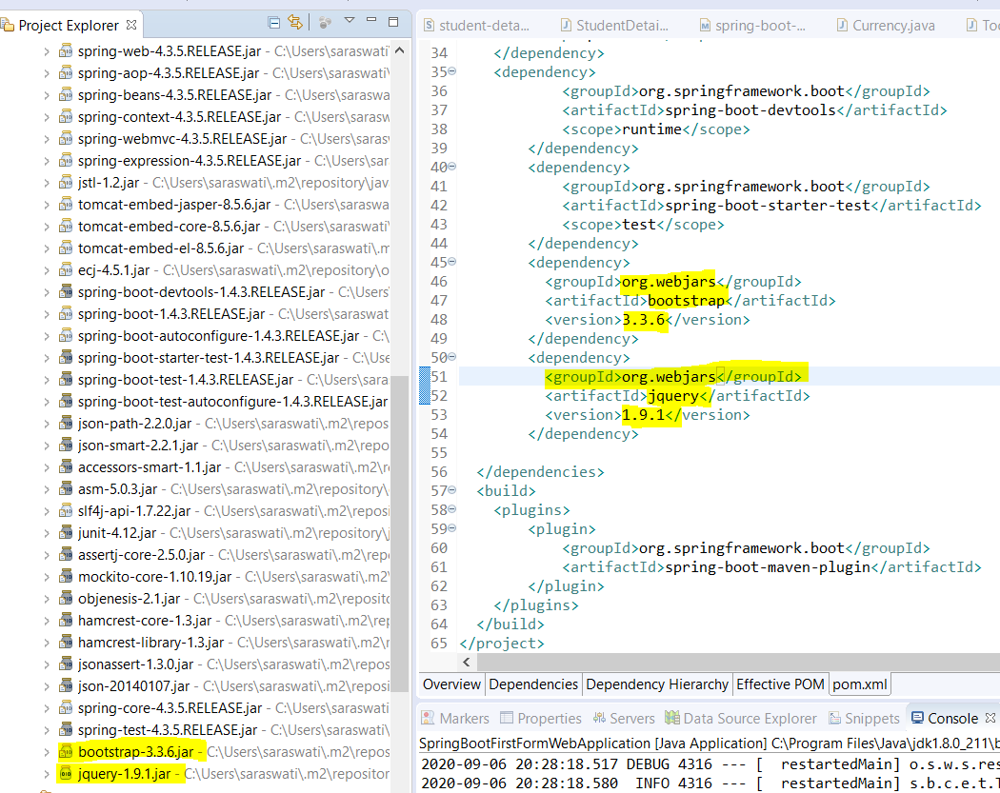 Project Explorer
spring-web-4.3.5.RELEASE.jar - C:\Users\saraswati\
spring-aop-4.3.5.RELEASE.jar - C:\Users\saraswati\
spring-beans-4.3.5.RELEASE.jar - C:\Users\saraswat
spring-context-4.3.5.RELEASE.jar - C:\Users\saraswa
spring-webmvc-4.3.5.RELEASE.jar - C:\Users\saraswa
spring-expression-4.3.5.RELEASE.jar - C:\Users\saras
jstl-1.2.jar - C:\Users\saraswati\.m2\repository\jav
tomcat-embed-jasper-8.5.6.jar - C:\Users\saraswati
tomcat-embed-core-8.5.6.jar - C:\Users\saraswati\
tomcat-embed-el-8.5.6.jar - C:\Users\saraswati\.m
ecj-4.5.1.jar - C:\Users\saraswati\.m2\repository\o
spring-boot-devtools-1.4.3.RELEASE.jar - C:\Users
spring-boot-1.4.3.RELEASE.jar - C:\Users\saraswati\
spring-boot-autoconfigure-1.4.3.RELEASE.jar - C:\
spring-boot-starter-test-1.4.3.RELEASE.jar - C:\User
spring-boot-test-1.4.3.RELEASE.jar - C:\Users\saras
spring-boot-test-autoconfigure-1.4.3.RELEASE.jar
json-path-2.2.0.jar - C:\Users\saraswati\.m2\repos
json-smart-2.2.1.jar - C:\Users\saraswati\.m2\repo
accessors-smart-1.1.jar - C:\Users\saraswati\.m2\r
asm-5.0.3.jar - C:\Users\saraswati\.m2\repository\
slf4j-api-1.7.22.jar - C:\Users\saraswati\.m2\repos
junit-4.12.jar - C:\Users\saraswati\.m2\repository\j
assertj-core-2.5.0.jar - C:\Users\saraswati\.m2\rep
mockito-core-1.10.19.jar - C:\Users\saraswati\.m2
objenesis-2.1.jar - C:\Users\saraswati\.m2\reposito
hamcrest-core-1.3.jar - C:\Users\saraswati\.m2\rep
hamcrest-library-1.3.jar - C:\Users\saraswati\.m2\r
jsonassert-1.3.0.jar - C:\Users\saraswati\.m2\repos
json-20140107.jar - C:\Users\saraswati\.m2\reposi
spring-core-4.3.5.RELEASE.jar - C:\Users\saraswati
spring-test-4.3.5.RELEASE.jar - C:\Users\saraswati\
bootstrap-3.3.6.jar - C:\Users\saraswati\.m2\repos
jquery-1.9.1.jar - C:\Users\saraswati\.m2\repositor
student-deta... StudentDetai... spring-boot-... Currency.java
34 </dependency>
35 <dependency>
36 <groupId>org.springframework.boot</groupId>
37 <artifactId>spring-boot-devtools</artifactId>
38 <scope>runtime</scope>
39 </dependency>
40 <dependency>
41 <groupId>org.springframework.boot</groupId>
42 <artifactId>spring-boot-starter-test</artifactId>
43 <scope>test</scope>
44 </dependency>
45 <dependency>
46 <groupId>org.webjars</groupId>
47 <artifactId>bootstrap</artifactId>
48 <version>3.3.6</version>
49 </dependency>
50 <dependency>
51 <groupId>org.webjars</groupId>
52 <artifactId>jquery</artifactId>
53 <version>1.9.1</version>
54 </dependency>
55
56 </dependencies>
57 <build>
58 <plugins>
59 <plugin>
60 <groupId>org.springframework.boot</groupId>
61 <artifactId>spring-boot-maven-plugin</artifactId>
62 </plugin>
63 </plugins>
64 </build>
65 </project>
Overview Dependencies Dependency Hierarchy Effective POM pom.xml
Markers Properties Servers Data Source Explorer Snippets Console
SpringBootFirstFormWebApplication [Java Application] C:\Program Files\Java\jdk1.8.0_211\b
2020-09-06 20:28:18.517 DEBUG 4316 --- [ restartedMain] o.s.w.s.res
2020-09-06 20:28:18.580 INFO 4316 --- [ restartedMain] s.b.c.e.t.T